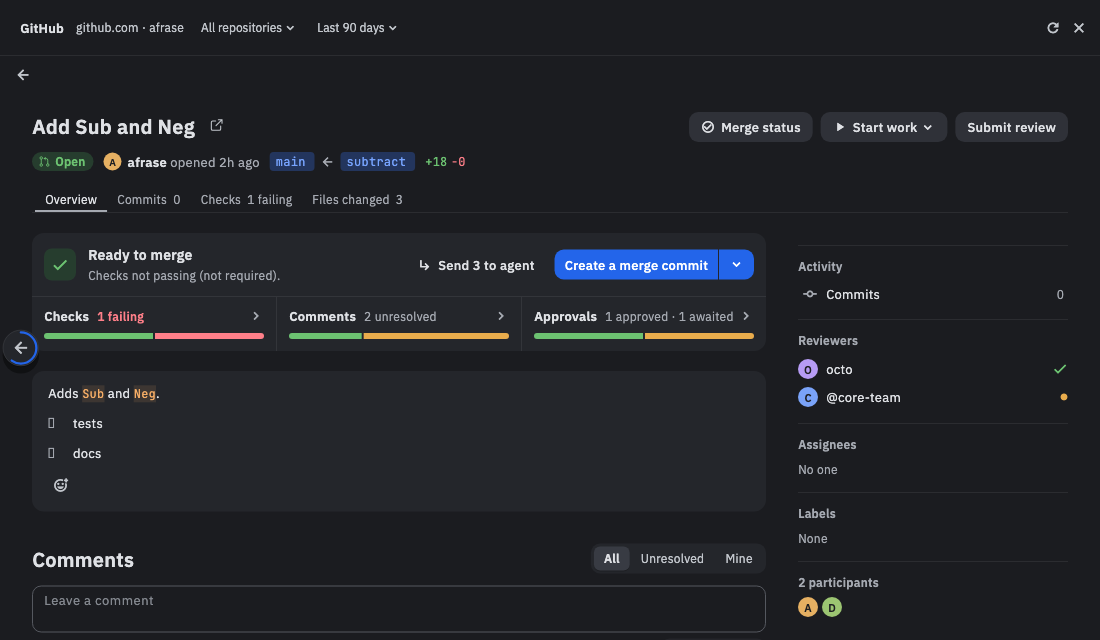 GitHub github.com · afrase All repositories Last 90 days
Add Sub and Neg
Merge status Start work Submit review
Open A afrase opened 2h ago main ← subtract +18 -0
Overview Commits 0 Checks 1 failing Files changed 3
Ready to merge
Checks not passing (not required).
Send 3 to agent Create a merge commit
Checks 1 failing
Comments 2 unresolved
Approvals 1 approved · 1 awaited
Adds Sub and Neg.
tests
docs
Comments
All Unresolved Mine
Leave a comment
Activity
Commits 0
Reviewers
O octo
C @core-team
Assignees
No one
Labels
None
2 participants
A D